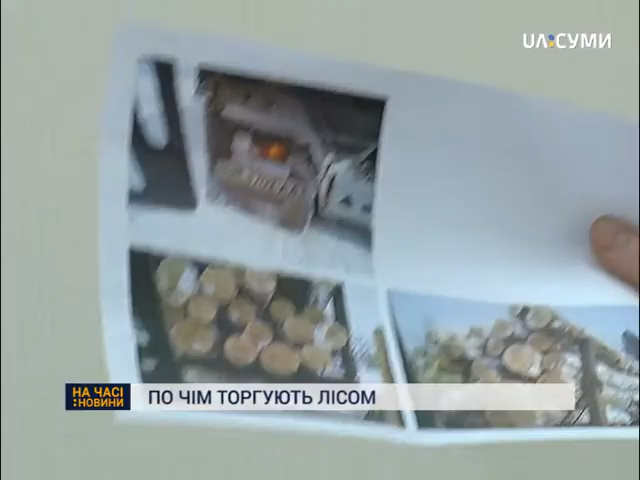 UA:СУМИ
НА ЧАСІ
:НОВИНИ
ПО ЧІМ ТОРГУЮТЬ ЛІСОМ